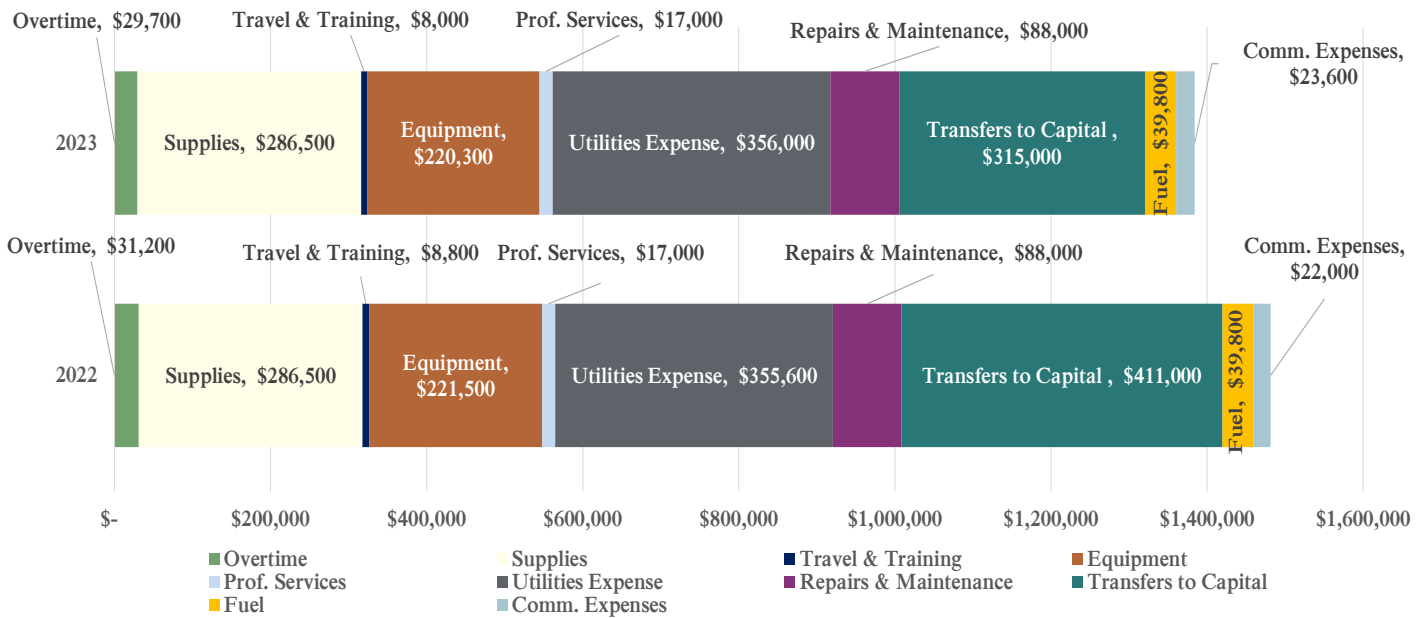 Overtime, $29,700
Travel & Training, $8,000
Prof. Services, $17,000
Repairs & Maintenance, $88,000
Comm. Expenses,
$23,600
2023
Supplies, $286,500
Equipment,
$220,300
Utilities Expense, $356,000
Transfers to Capital ,
$315,000
Fuel, $39,800
Overtime, $31,200
Travel & Training, $8,800
Prof. Services, $17,000
Repairs & Maintenance, $88,000
Comm. Expenses,
$22,000
2022
Supplies, $286,500
Equipment,
$221,500
Utilities Expense, $355,600
Transfers to Capital , $411,000
Fuel, $39,800
$- $200,000 $400,000 $600,000 $800,000 $1,000,000 $1,200,000 $1,400,000 $1,600,000
Overtime Supplies Travel & Training Equipment
Prof. Services Utilities Expense Repairs & Maintenance Transfers to Capital
Fuel Comm. Expenses